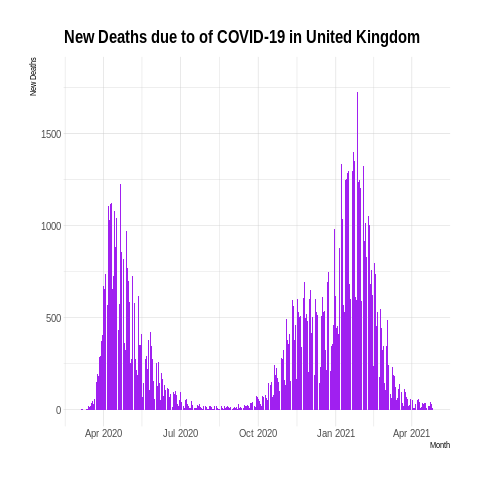 New Deaths due to of COVID-19 in United Kingdom
New Deaths
1500
1000
500
0
Apr 2020 Jul 2020 Oct 2020 Jan 2021 Apr 2021
Month